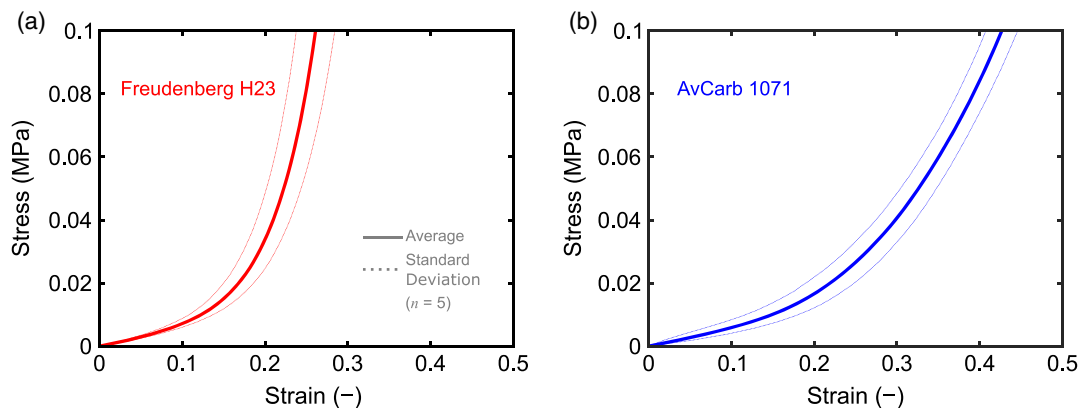 (a)
Freudenberg H23
Stress (MPa)
0.1
0.08
0.06
0.04
0.02
0
Average
Standard
Deviation
(n = 5)
0 0.1 0.2 0.3 0.4 0.5
Strain (–)
(b)
AvCarb 1071
Stress (MPa)
0.1
0.08
0.06
0.04
0.02
0
0 0.1 0.2 0.3 0.4 0.5
Strain (–)